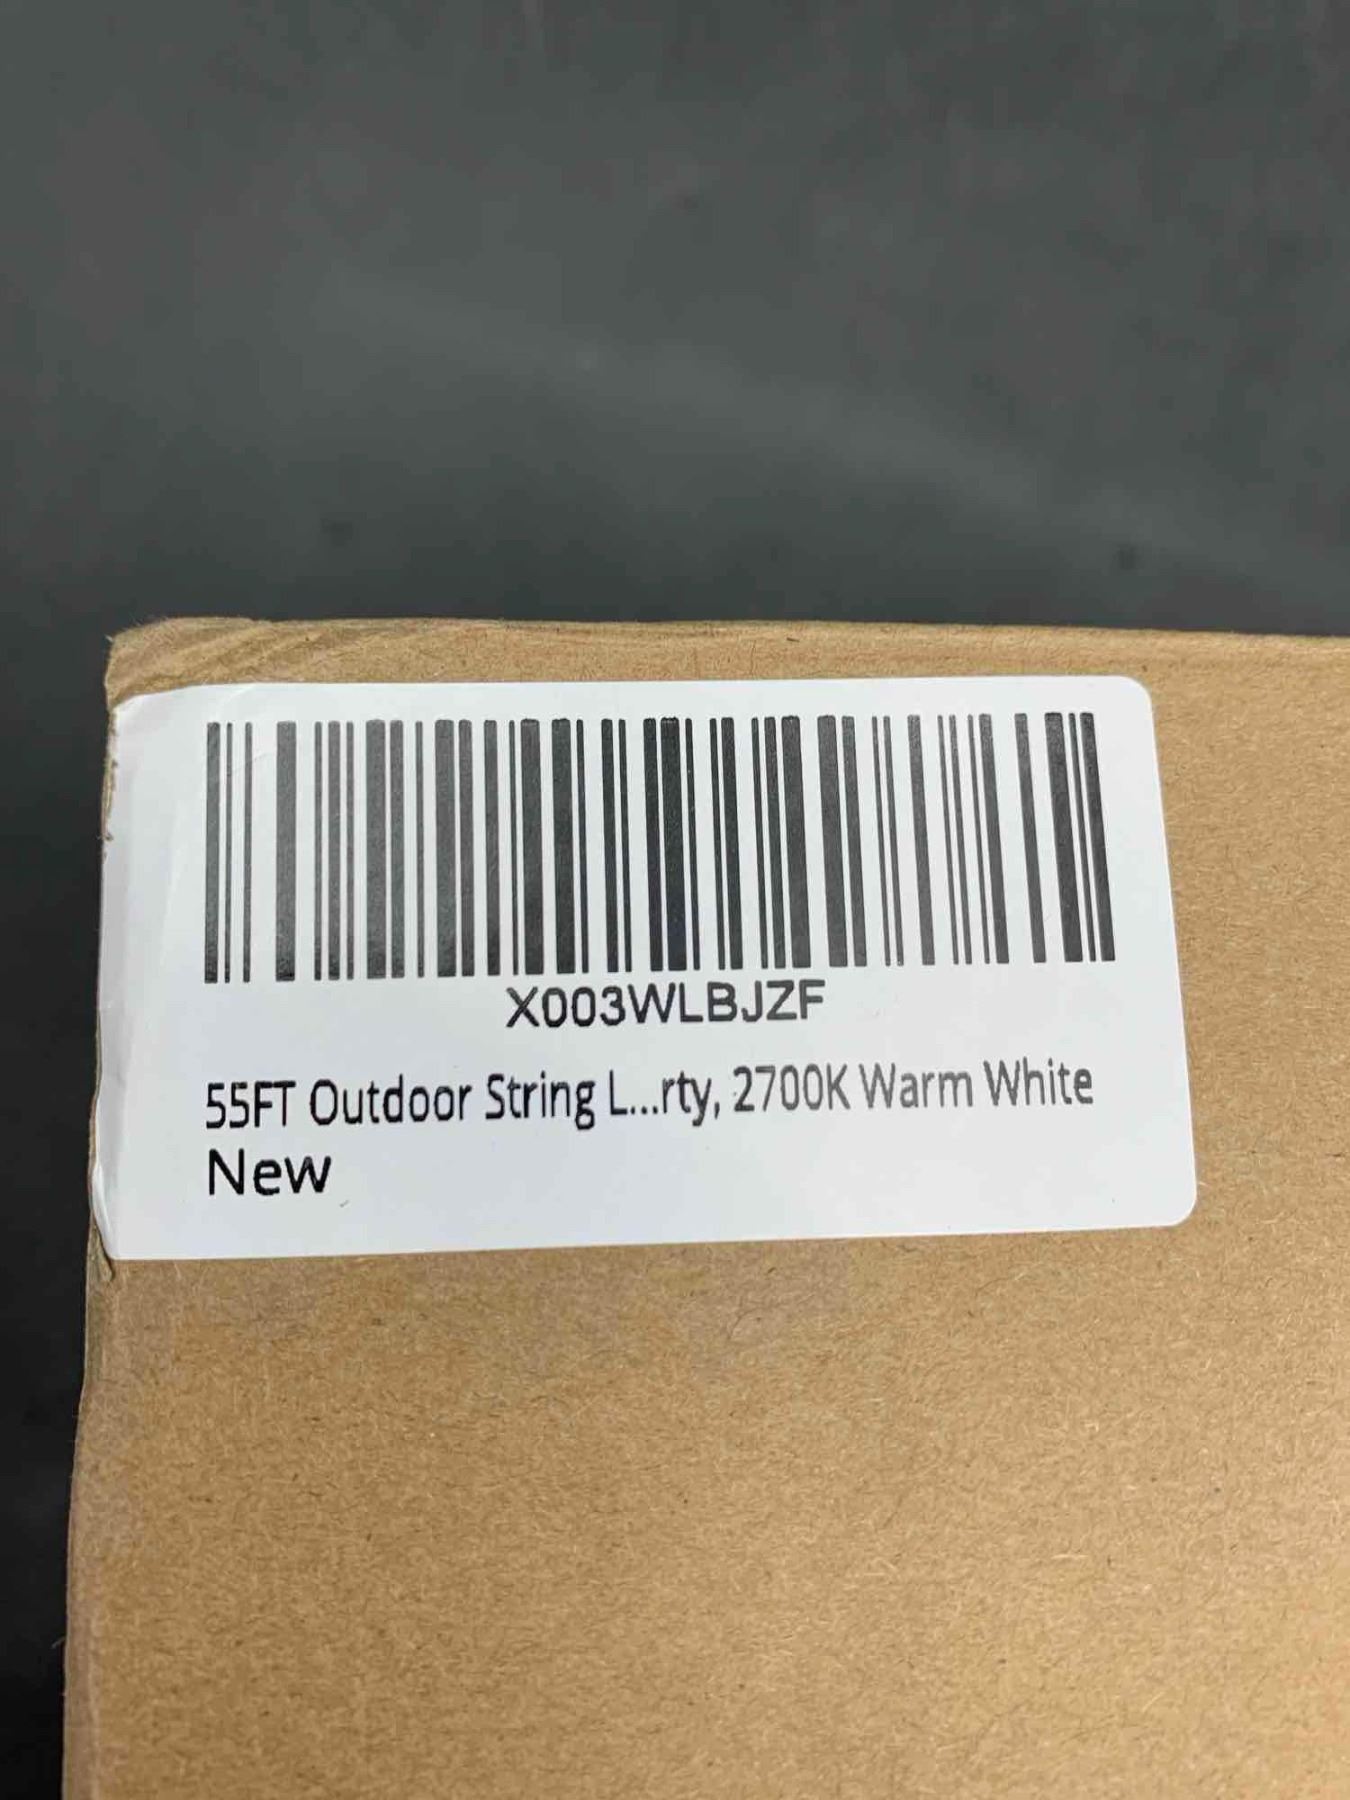 X003WLBJZF
55FT Outdoor String L...rty, 2700K Warm White
New